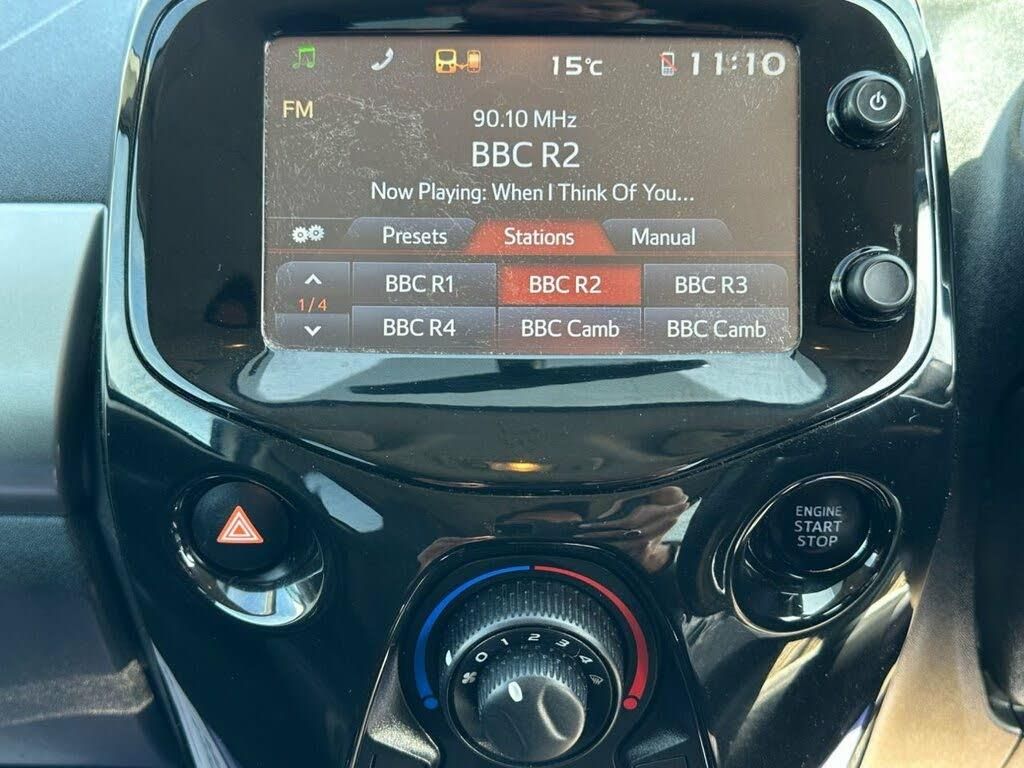 15°C 11:10
FM
90.10 MHz
BBC R2
Now Playing: When I Think Of You...
Presets Stations Manual
BBC R1 BBC R2 BBC R3
1/4
BBC R4 BBC Camb BBC Camb
ENGINE
START
STOP
0 1 2 3 4